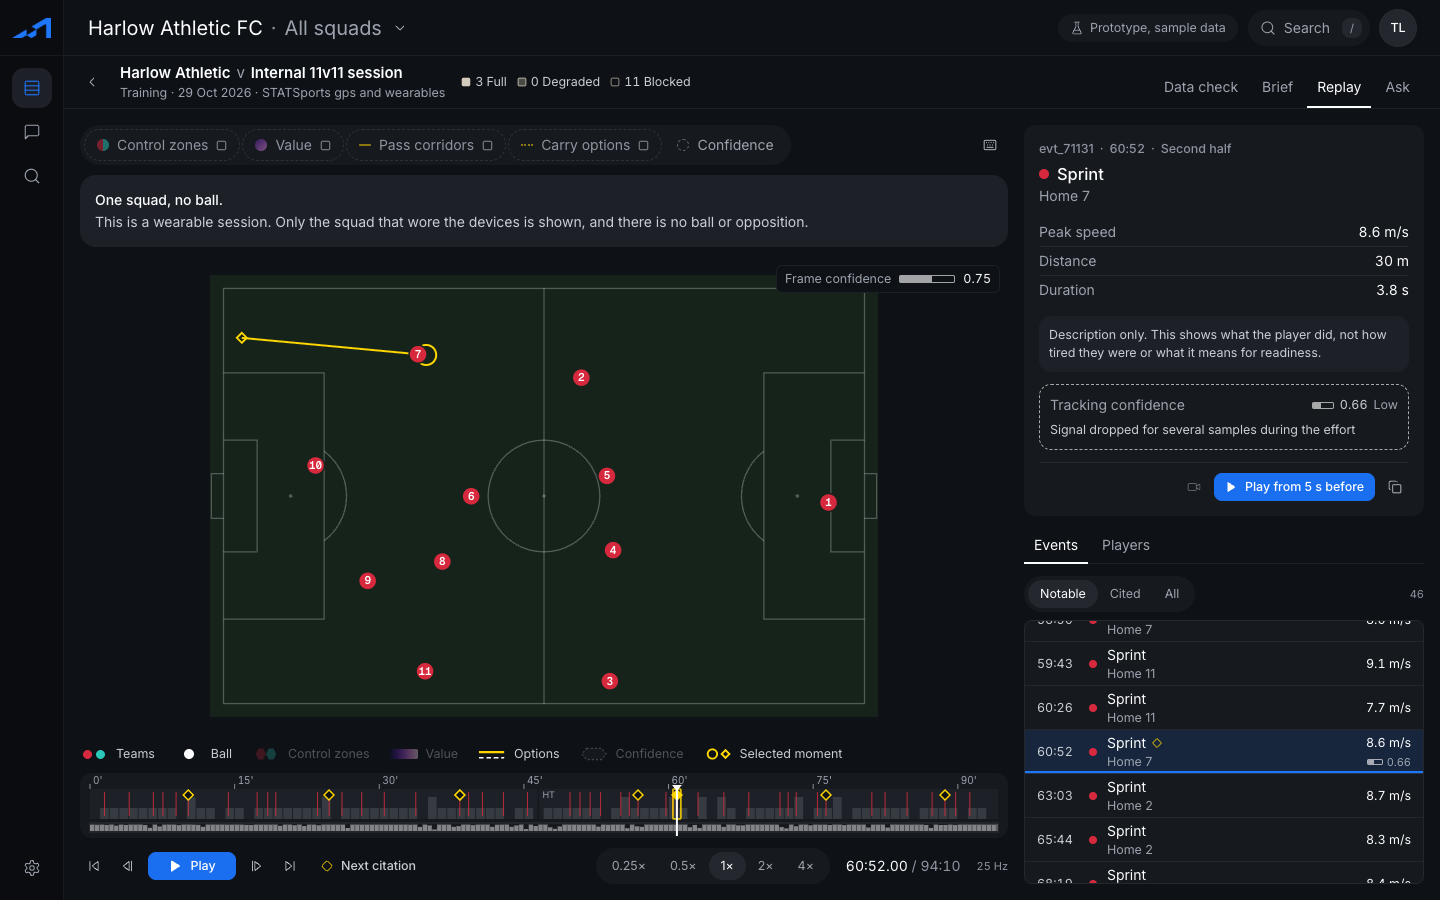 Harlow Athletic FC · All squads
Prototype, sample data
Search /
TL
Harlow Athletic v Internal 11v11 session
Training · 29 Oct 2026 · STATSports gps and wearables
3 Full 0 Degraded 11 Blocked
Data check Brief Replay Ask
Control zones Value Pass corridors Carry options Confidence
One squad, no ball.
This is a wearable session. Only the squad that wore the devices is shown, and there is no ball or opposition.
Frame confidence 0.75
7
2
10
5
6
1
4
8
9
11
3
Teams Ball Control zones Value Options Confidence Selected moment
0' 15' 30' 45' 60' 75' 90'
HT
Play
Next citation
0.25× 0.5× 1× 2× 4×
60:52.00 / 94:10 25 Hz
evt_71131 · 60:52 · Second half
Sprint
Home 7
Peak speed 8.6 m/s
Distance 30 m
Duration 3.8 s
Description only. This shows what the player did, not how
tired they were or what it means for readiness.
Tracking confidence 0.66 Low
Signal dropped for several samples during the effort
Play from 5 s before
Events Players
Notable Cited All 46
Home 7
59:43 Sprint 9.1 m/s
Home 11
60:26 Sprint 7.7 m/s
Home 11
60:52 Sprint 8.6 m/s
Home 7 0.66
63:03 Sprint 8.7 m/s
Home 2
65:44 Sprint 8.3 m/s
Home 2
Sprint